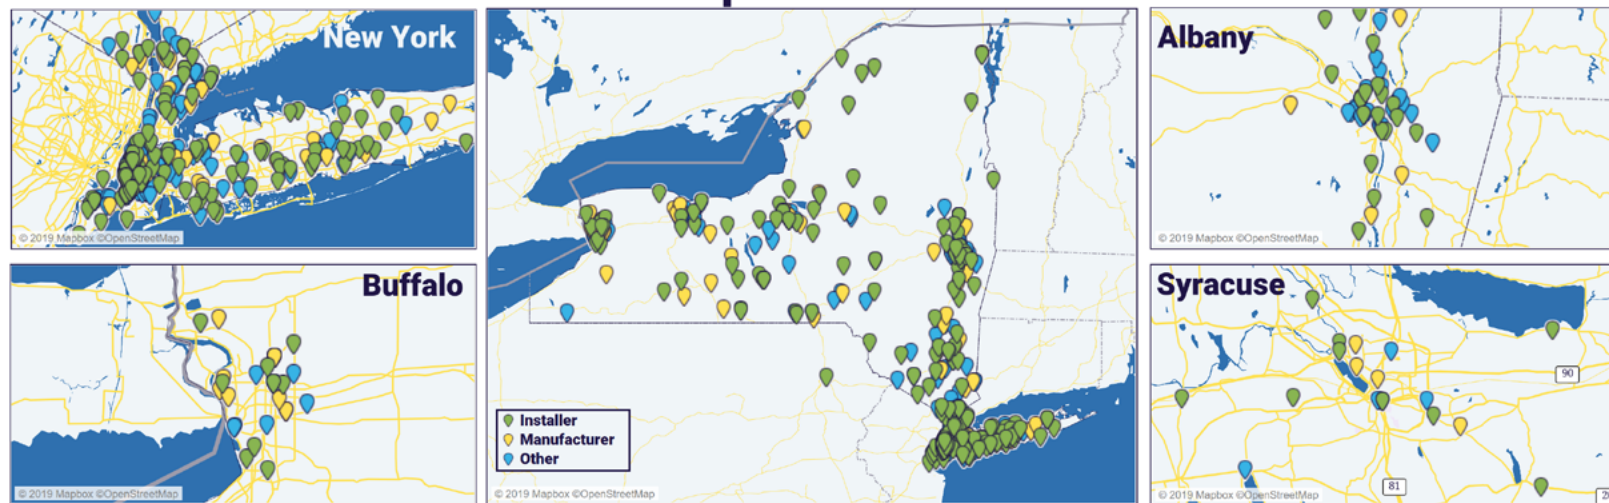 New York
© 2019 Mapbox ©OpenStreetMap
Buffalo
© 2019 Mapbox ©OpenStreetMap
Installer
Manufacturer
Other
© 2019 Mapbox ©OpenStreetMap
Albany
© 2019 Mapbox ©OpenStreetMap
Syracuse
90
81
© 2019 Mapbox ©OpenStreetMap